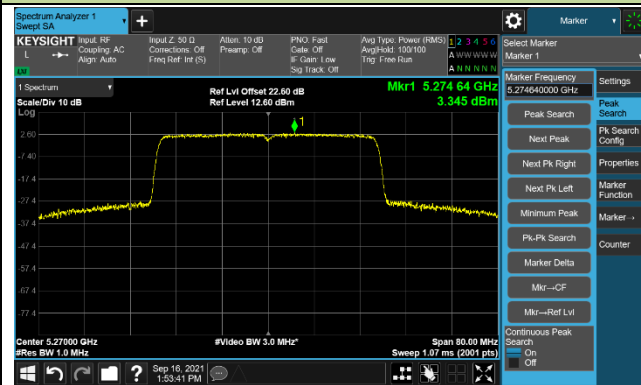 Spectrum Analyzer 1
Swept SA
+
Marker
KEYSIGHT
L
LXI
Input: RF
Coupling: AC
Align: Auto
Input Z: 50 Ω
Corrections: Off
Freq Ref: Int (S)
Atten: 10 dB
Preamp: Off
PNO: Fast
Gate: Off
IF Gain: Low
Sig Track: Off
Avg Type: Power (RMS)
Avg|Hold: 100/100
Trig: Free Run
1 2 3 4 5 6
A W W W W W
A N N N N N
Select Marker
Marker 1
1 Spectrum
Scale/Div 10 dB
Log
Ref Lvl Offset 22.60 dB
Ref Level 12.60 dBm
Mkr1 5.274 64 GHz
3.345 dBm
1
2.60
-7.40
-17.4
-27.4
-37.4
-47.4
-57.4
-67.4
-77.4
Center 5.27000 GHz
#Res BW 1.0 MHz
#Video BW 3.0 MHz*
Span 80.00 MHz
Sweep 1.07 ms (2001 pts)
Marker Frequency
5.274640000 GHz
Peak Search
Next Peak
Next Pk Right
Next Pk Left
Minimum Peak
Pk-Pk Search
Marker Delta
Mkr→CF
Mkr→Ref Lvl
Continuous Peak
Search
On
Off
Settings
Peak
Search
Pk Search
Config
Properties
Marker
Function
Marker→
Counter
?
Sep 16, 2021
1:53:41 PM